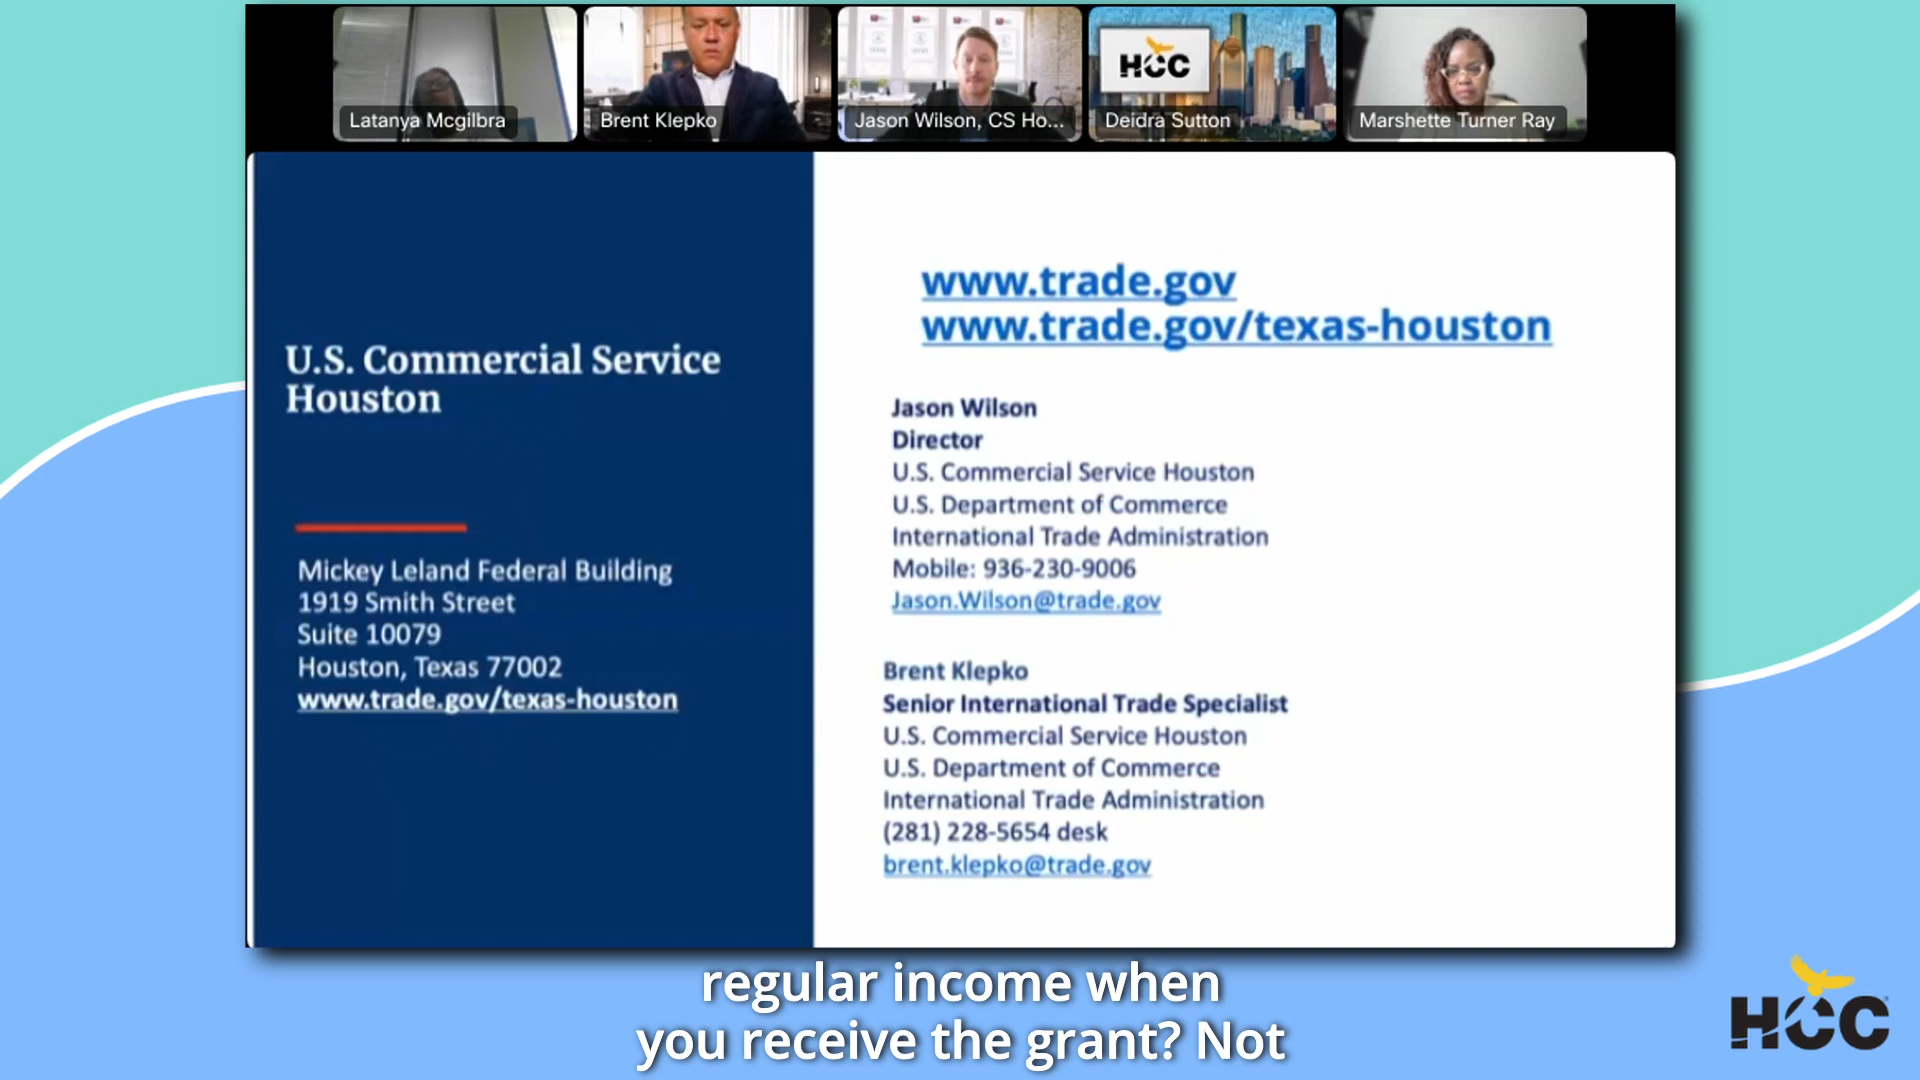 HCC
Latanya Mcgilbra
Brent Klepko
Jason Wilson, CS Ho...
Deidra Sutton
Marshette Turner Ray
U.S. Commercial Service
Houston
Mickey Leland Federal Building
1919 Smith Street
Suite 10079
Houston, Texas 77002
www.trade.gov/texas-houston
www.trade.gov
www.trade.gov/texas-houston
Jason Wilson
Director
U.S. Commercial Service Houston
U.S. Department of Commerce
International Trade Administration
Mobile: 936-230-9006
Jason.Wilson@trade.gov
Brent Klepko
Senior International Trade Specialist
U.S. Commercial Service Houston
U.S. Department of Commerce
International Trade Administration
(281) 228-5654 desk
brent.klepko@trade.gov
regular income when
you receive the grant? Not
HCC